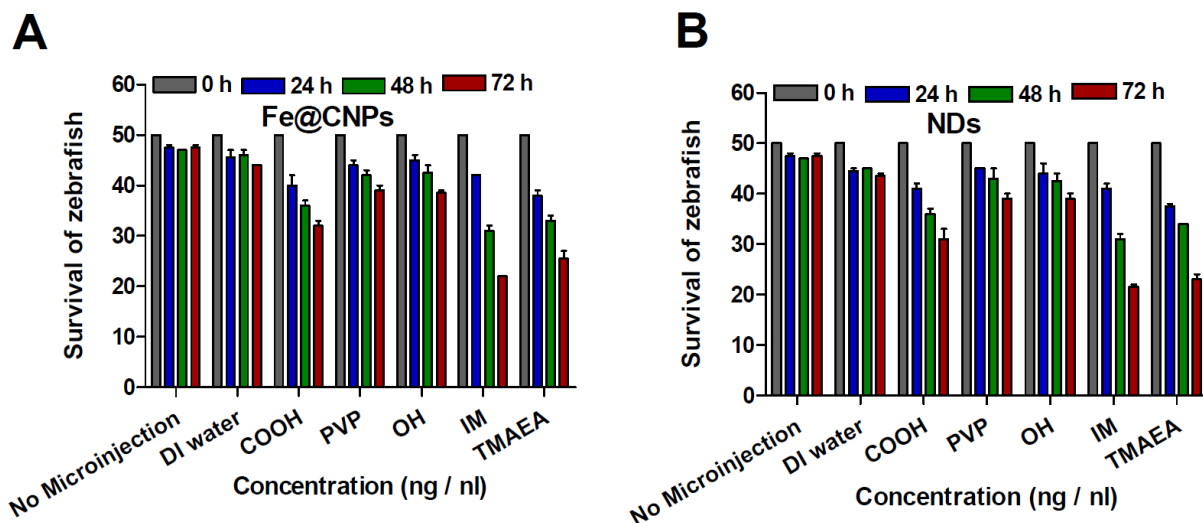 A
60
50
40
30
20
10
0
Survival of zebrafish
0 h 24 h 48 h 72 h
Fe@CNPs
No Microinjection
DI water
COOH
PVP
OH
IM
TMAEA
Concentration (ng / nl)
B
60
50
40
30
20
10
0
Survival of zebrafish
0 h 24 h 48 h 72 h
NDs
No Microinjection
DI water
COOH
PVP
OH
IM
TMAEA
Concentration (ng / nl)